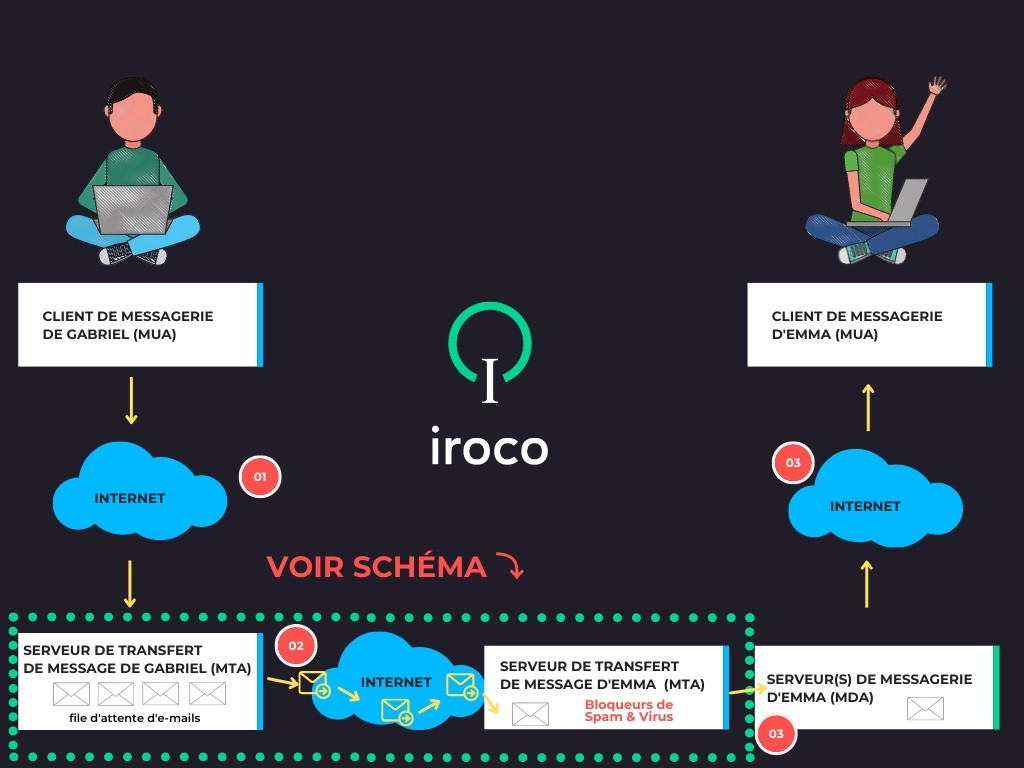 CLIENT DE MESSAGERIE
DE GABRIEL (MUA)
CLIENT DE MESSAGERIE
D'EMMA (MUA)
I
iroco
INTERNET
01
03
INTERNET
VOIR SCHÉMA
SERVEUR DE TRANSFERT
DE MESSAGE DE GABRIEL (MTA)
file d'attente d'e-mails
02
INTERNET
SERVEUR DE TRANSFERT
DE MESSAGE D'EMMA (MTA)
Bloqueurs de
Spam & Virus
SERVEUR(S) DE MESSAGERIE
D'EMMA (MDA)
03